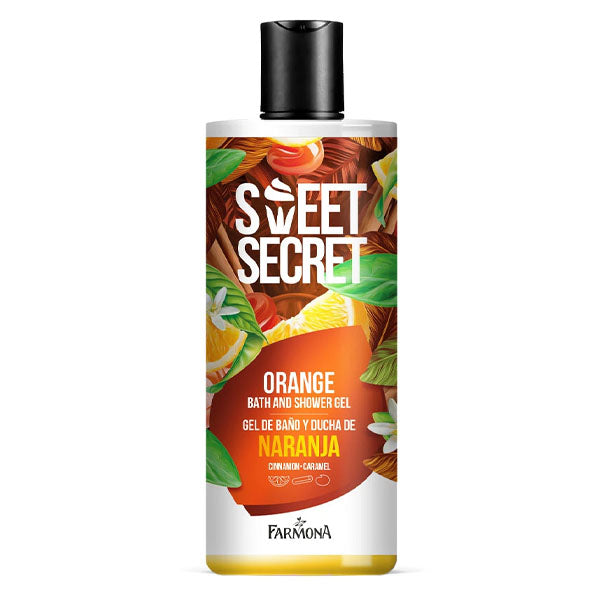 SWEET
SECRET
ORANGE
BATH AND SHOWER GEL
GEL DE BAÑO Y DUCHA DE
NARANJA
CINNAMON•CARAMEL
FARMONA